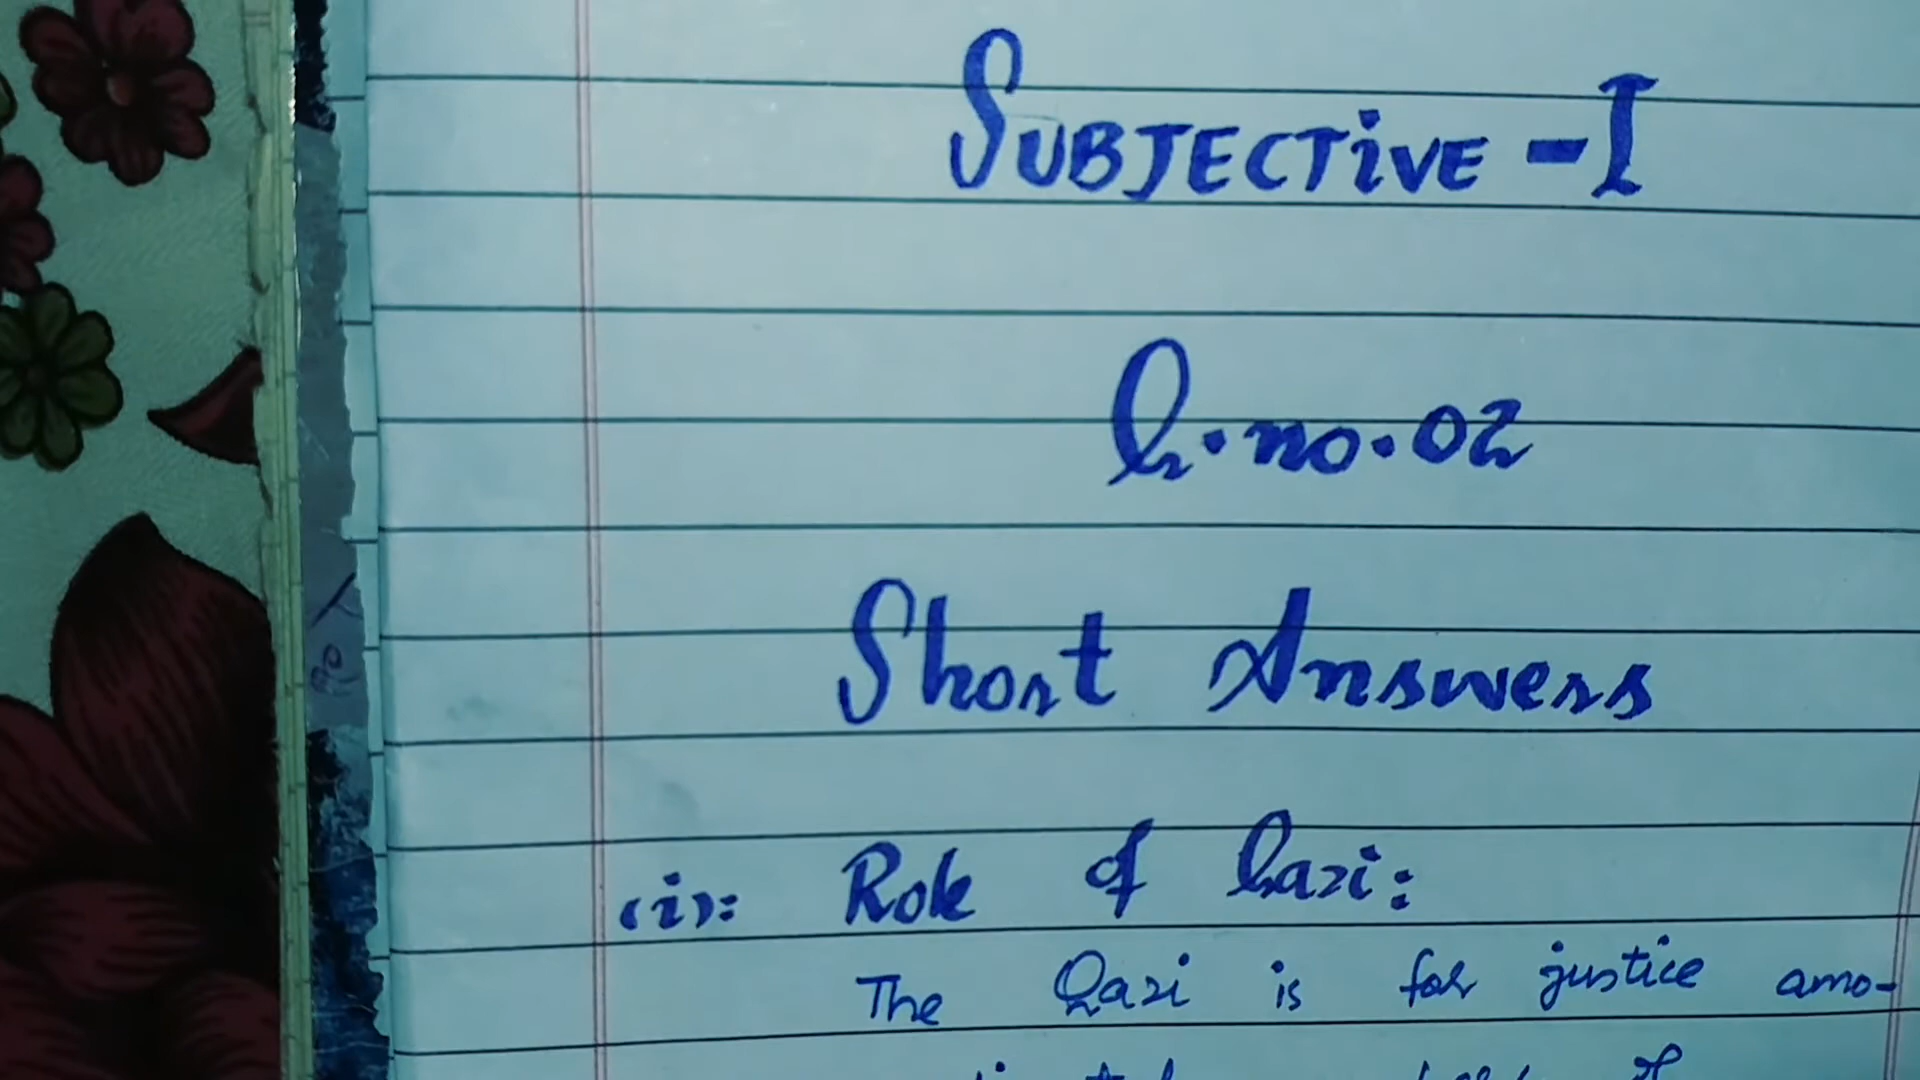 SUBJECTiVE - I
Q.no.02
Short Answers
(i):= Role of Qazi:
The Qazi is for justice amo-